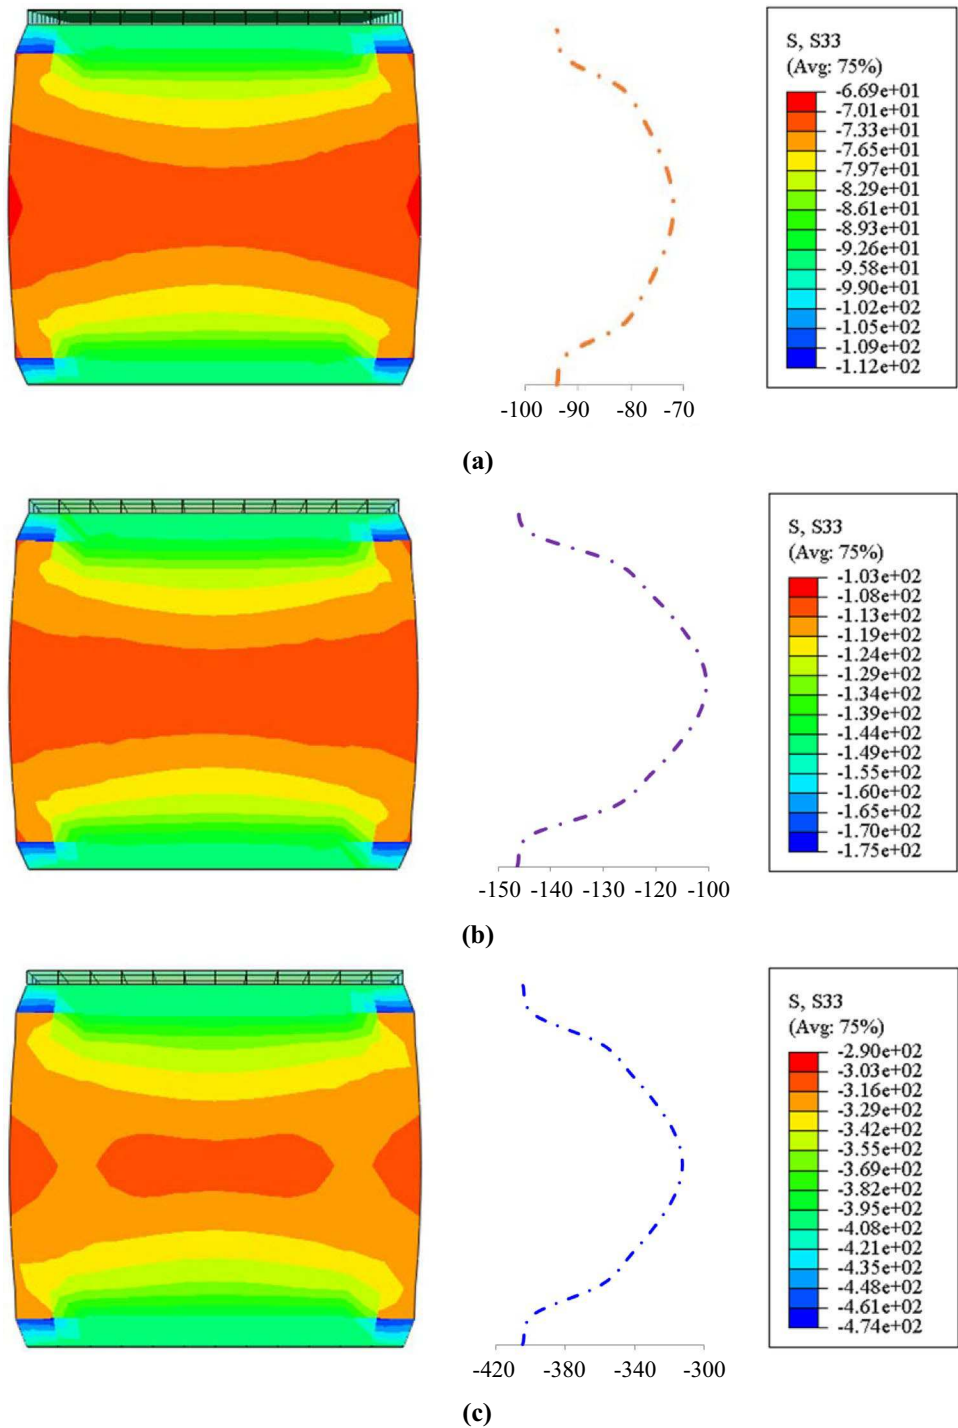 S, S33
(Avg: 75%)
-6.69e+01
-7.01e+01
-7.33e+01
-7.65e+01
-7.97e+01
-8.29e+01
-8.61e+01
-8.93e+01
-9.26e+01
-9.58e+01
-9.90e+01
-1.02e+02
-1.05e+02
-1.09e+02
-1.12e+02
-100 -90 -80 -70
(a)
S, S33
(Avg: 75%)
-1.03e+02
-1.08e+02
-1.13e+02
-1.19e+02
-1.24e+02
-1.29e+02
-1.34e+02
-1.39e+02
-1.44e+02
-1.49e+02
-1.55e+02
-1.60e+02
-1.65e+02
-1.70e+02
-1.75e+02
-150 -140 -130 -120 -100
(b)
S, S33
(Avg: 75%)
-2.90e+02
-3.03e+02
-3.16e+02
-3.29e+02
-3.42e+02
-3.55e+02
-3.69e+02
-3.82e+02
-3.95e+02
-4.08e+02
-4.21e+02
-4.35e+02
-4.48e+02
-4.61e+02
-4.74e+02
-420 -380 -340 -300
(c)